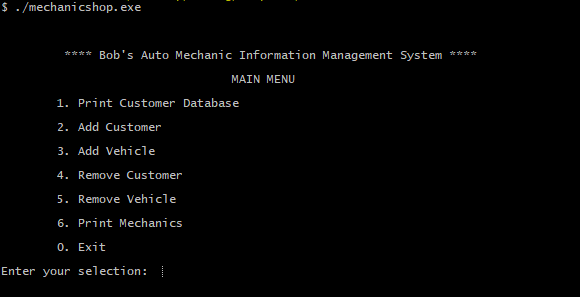 $ ./mechanicshop.exe
**** Bob's Auto Mechanic Information Management System ****
MAIN MENU
1. Print Customer Database
2. Add Customer
3. Add Vehicle
4. Remove Customer
5. Remove Vehicle
6. Print Mechanics
0. Exit
Enter your selection: